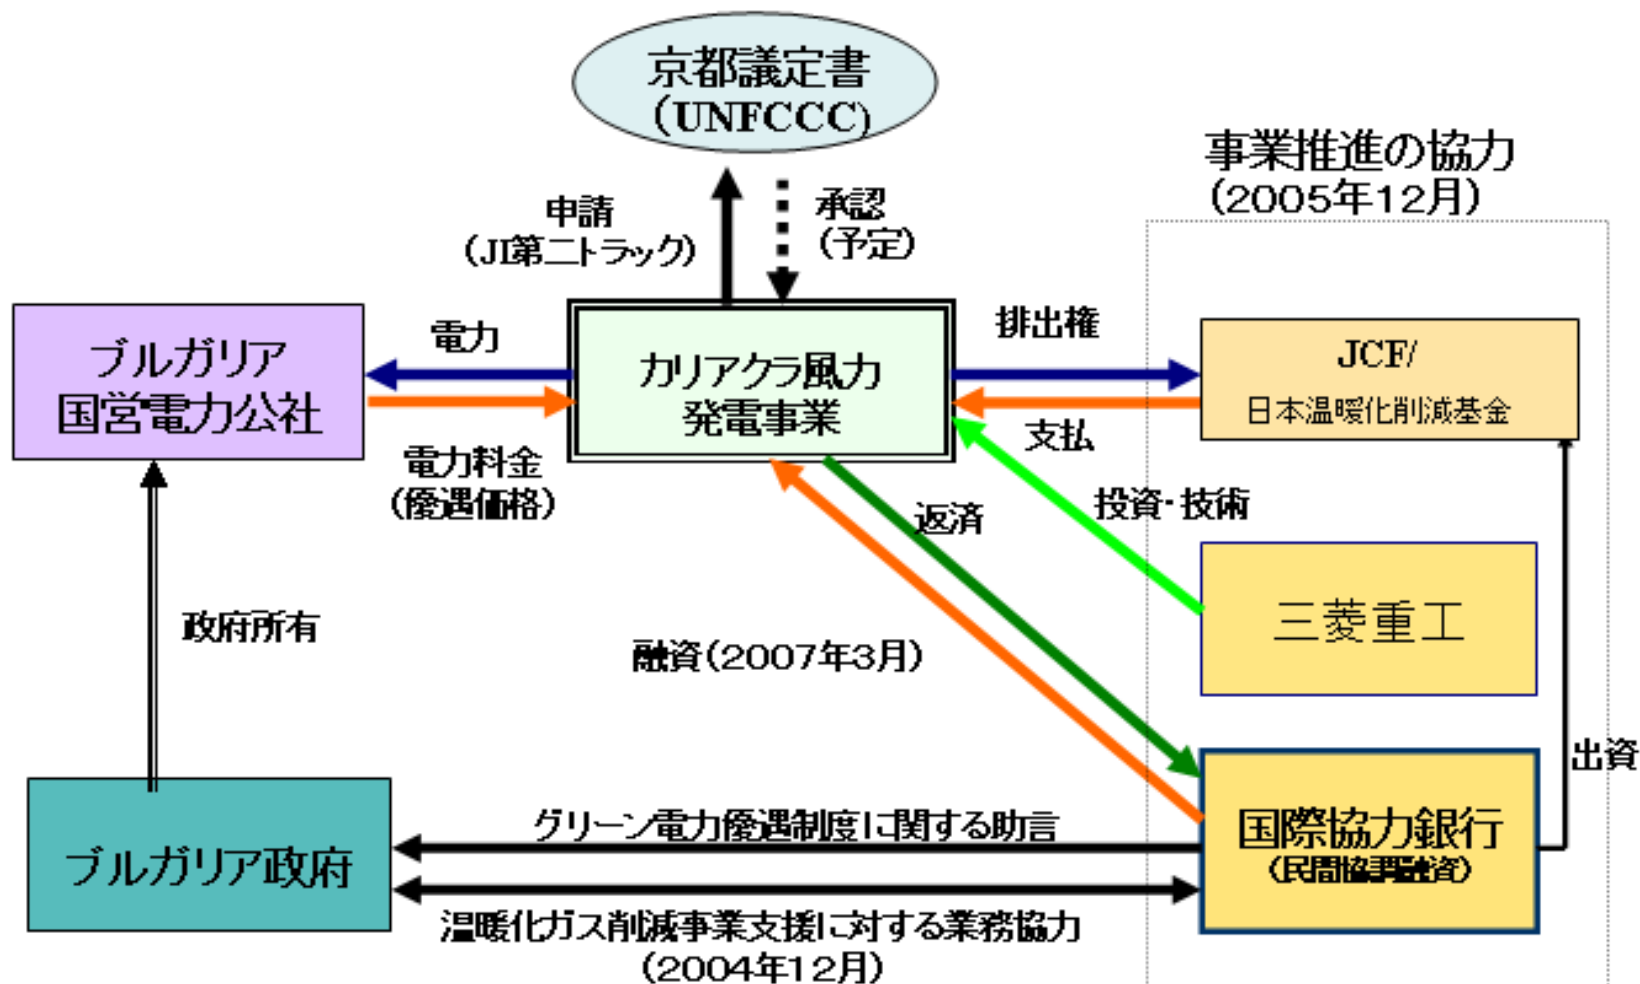 京都議定書
(UNFCCC)
事業推進の協力
(2005年12月)
申請
(JI第二トラック)
承認
(予定)
ブルガリア
国営電力公社
電力
カリアクラ風力
発電事業
排出権
JCF/
日本温暖化削減基金
電力料金
(優遇価格)
支払
返済
投資・技術
三菱重工
政府所有
融資(2007年3月)
出資
ブルガリア政府
グリーン電力優遇制度に関する助言
国際協力銀行
(民間協調融資)
温暖化ガス削減事業支援に対する業務協力
(2004年12月)